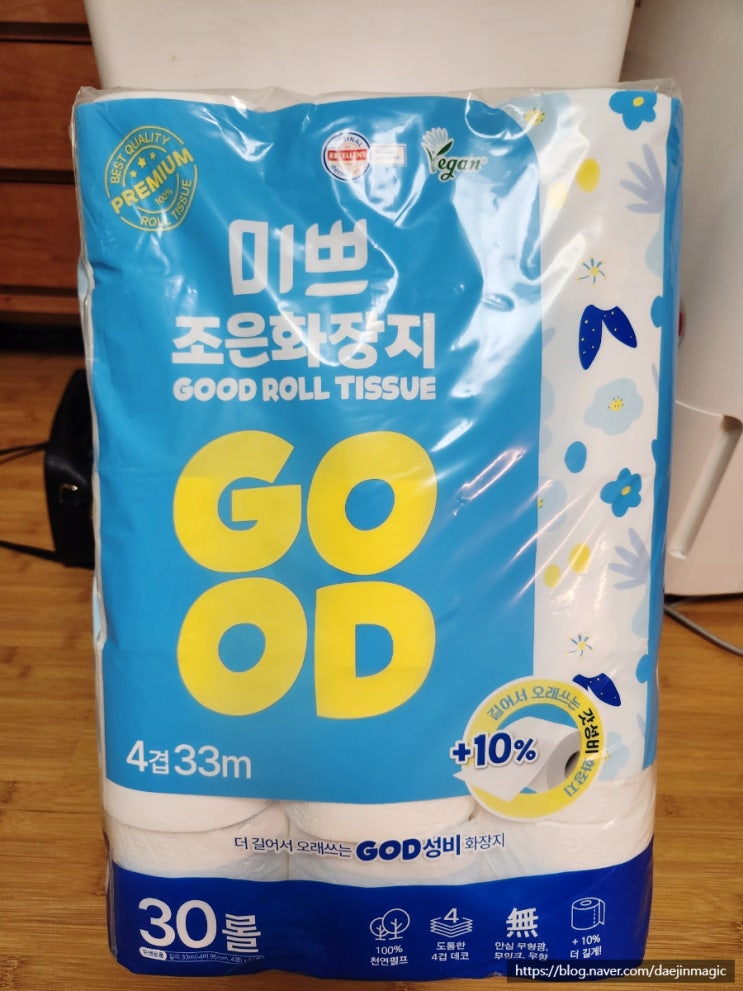 BEST QUALITY
PREMIUM
100%
ROLL TISSUE
EXCELLENT
Vegan
미쁘
조은화장지
GOOD ROLL TISSUE
GO
OD
4겹 33m
길어서 오래쓰는 갓성비 화장지
+10%
더 길어서 오래쓰는 GOD성비 화장지
30롤
100%
천연펄프
4
도톰한
4겹 데코
無
안심 무형광,
무잉크, 무향
+10%
더 길게!
https://blog.naver.com/daejinmagic